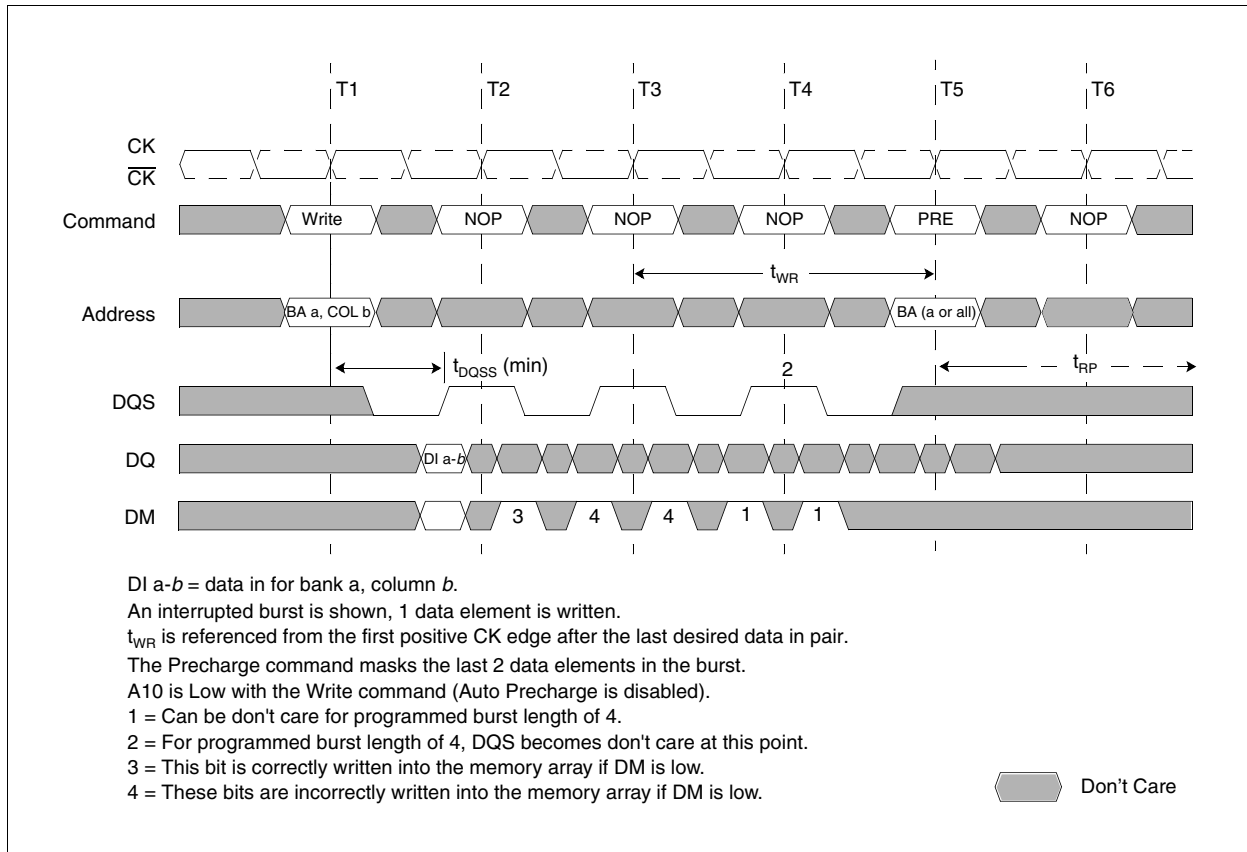 T1 T2 T3 T4 T5 T6
CK
CK
Command Write NOP NOP NOP PRE NOP
tWR
Address BA a, COL b BA (a or all)
tDQSS (min) 2 tRP
DQS
DQ DI a-b
DM 3 4 4 1 1
DI a-b = data in for bank a, column b.
An interrupted burst is shown, 1 data element is written.
tWR is referenced from the first positive CK edge after the last desired data in pair.
The Precharge command masks the last 2 data elements in the burst.
A10 is Low with the Write command (Auto Precharge is disabled).
1 = Can be don't care for programmed burst length of 4.
2 = For programmed burst length of 4, DQS becomes don't care at this point.
3 = This bit is correctly written into the memory array if DM is low.
4 = These bits are incorrectly written into the memory array if DM is low.
Don't Care